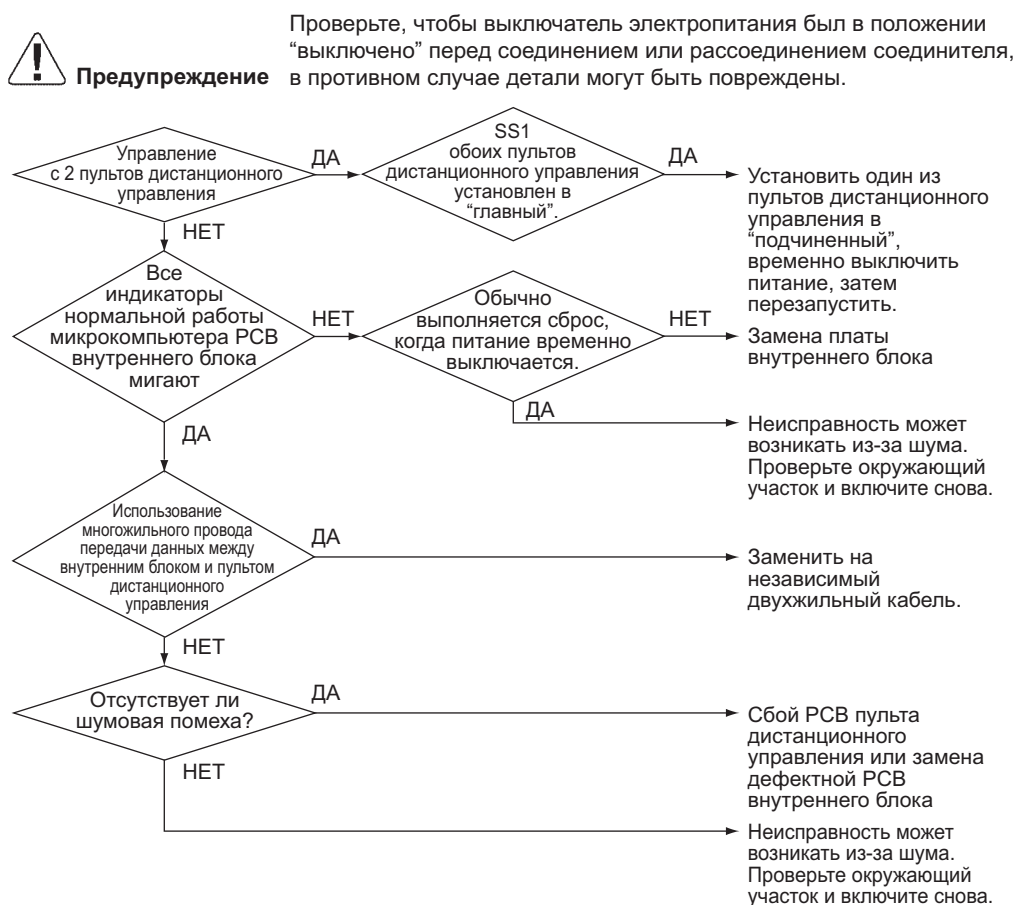 Проверьте, чтобы выключатель электропитания был в положении
“выключено” перед соединением или рассоединением соединителя,
Предупреждение в противном случае детали могут быть повреждены.
Управление
с 2 пультов дистанционного
управления
ДА
SS1
обоих пультов
дистанционного управления
установлен в
“главный”.
ДА
Установить один из
пультов дистанционного
управления в
“подчиненный”,
временно выключить
питание, затем
перезапустить.
НЕТ
Все
индикаторы
нормальной работы
микрокомпьютера PCB
внутреннего блока
мигают
НЕТ
Обычно
выполняется сброс,
когда питание временно
выключается.
НЕТ
Замена платы
внутреннего блока
ДА
Неисправность может
возникать из-за шума.
Проверьте окружающий
участок и включите снова.
ДА
Использование
многожильного провода
передачи данных между
внутренним блоком и пультом
дистанционного
управления
ДА
Заменить на
независимый
двухжильный кабель.
НЕТ
Отсутствует ли
шумовая помеха?
ДА
Сбой PCB пульта
дистанционного
управления или замена
дефектной PCB
внутреннего блока
НЕТ
Неисправность может
возникать из-за шума.
Проверьте окружающий
участок и включите снова.